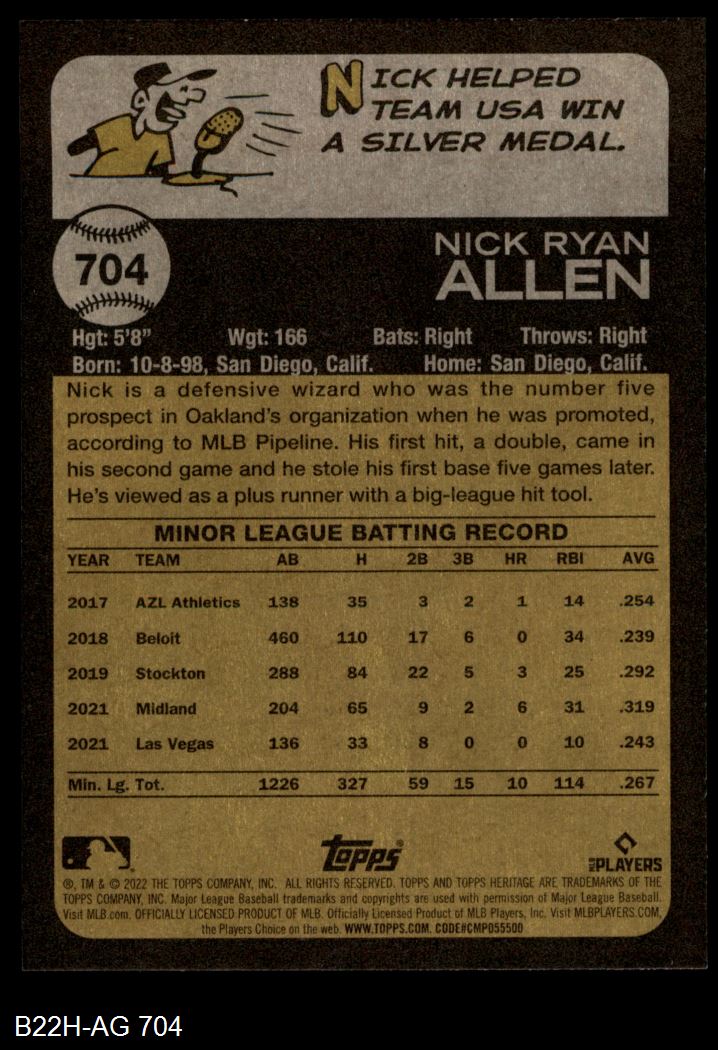 NICK HELPED
TEAM USA WIN
A SILVER MEDAL.
704
NICK RYAN
ALLEN
Hgt: 5'8" Wgt: 166 Bats: Right Throws: Right
Born: 10-8-98, San Diego, Calif. Home: San Diego, Calif.
Nick is a defensive wizard who was the number five
prospect in Oakland's organization when he was promoted,
according to MLB Pipeline. His first hit, a double, came in
his second game and he stole his first base five games later.
He's viewed as a plus runner with a big-league hit tool.
MINOR LEAGUE BATTING RECORD
YEAR TEAM AB H 2B 3B HR RBI AVG
2017 AZL Athletics 138 35 3 2 1 14 .254
2018 Beloit 460 110 17 6 0 34 .239
2019 Stockton 288 84 22 5 3 25 .292
2021 Midland 204 65 9 2 6 31 .319
2021 Las Vegas 136 33 8 0 0 10 .243
Min. Lg. Tot. 1226 327 59 15 10 114 .267
Topps
MLB PLAYERS
®, TM & © 2022 THE TOPPS COMPANY, INC. ALL RIGHTS RESERVED. TOPPS AND TOPPS HERITAGE ARE TRADEMARKS OF THE
TOPPS COMPANY, INC. Major League Baseball trademarks and copyrights are used with permission of Major League Baseball.
Visit MLB.com. OFFICIALLY LICENSED PRODUCT OF MLB. Officially Licensed Product of MLB Players, Inc. Visit MLBPLAYERS.COM,
the Players Choice on the web. WWW.TOPPS.COM. CODE#CMP055500
B22H-AG 704